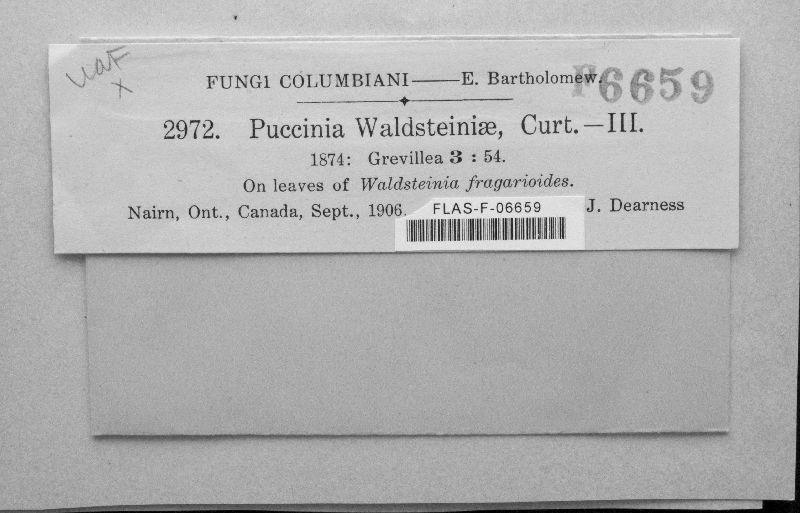 UaF
x
FUNGI COLUMBIANI——E. Bartholomew.
F6659
2972. Puccinia Waldsteiniæ, Curt.—III.
1874: Grevillea 3 : 54.
On leaves of Waldsteinia fragarioides.
Nairn, Ont., Canada, Sept., 1906. J. Dearness
FLAS-F-06659